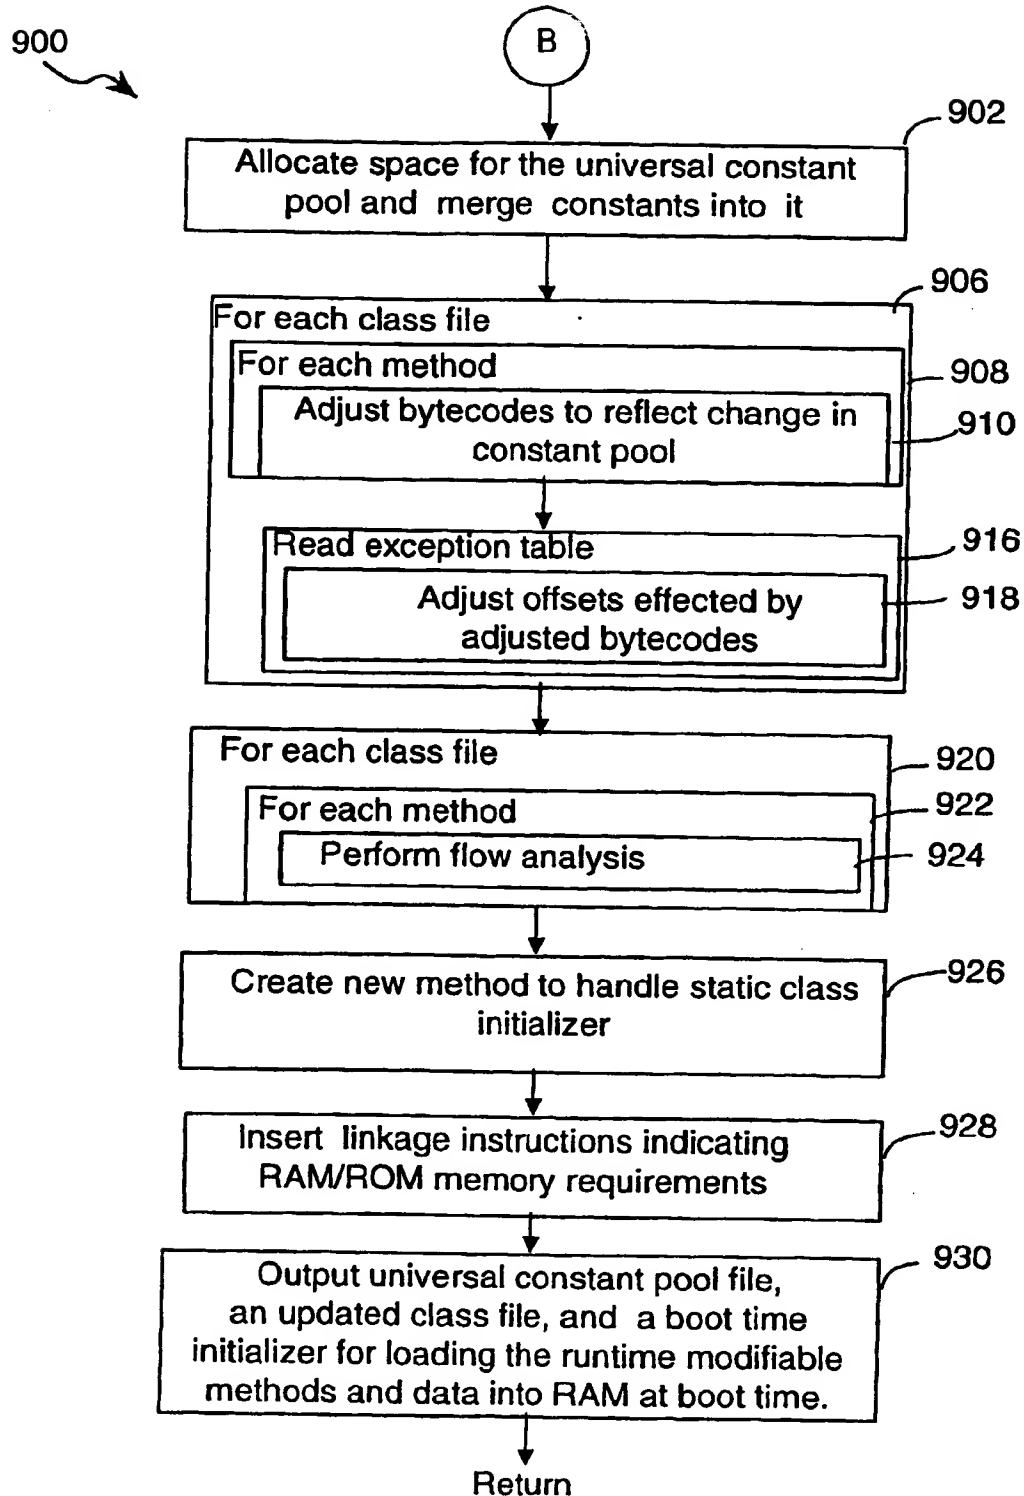 900
B
902
Allocate space for the universal constant
pool and merge constants into it
906
For each class file
For each method
908
Adjust bytecodes to reflect change in
constant pool
910
Read exception table
916
Adjust offsets effected by
adjusted bytecodes
918
For each class file
920
For each method
922
Perform flow analysis
924
Create new method to handle static class
initializer
926
Insert linkage instructions indicating
RAM/ROM memory requirements
928
Output universal constant pool file,
an updated class file, and a boot time
initializer for loading the runtime modifiable
methods and data into RAM at boot time.
930
Return